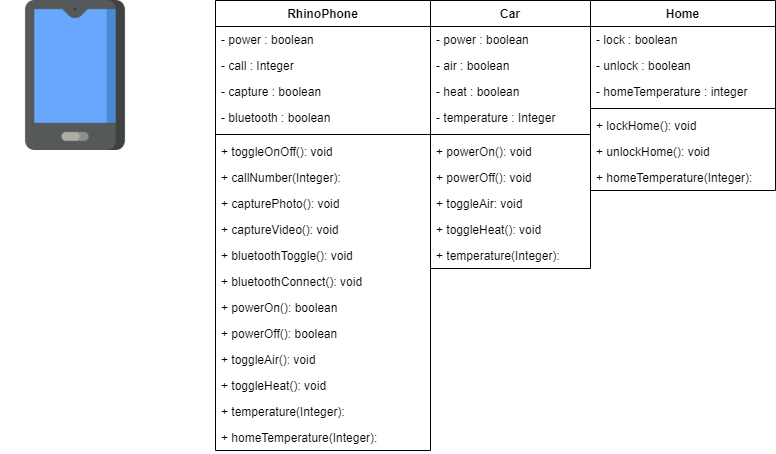 RhinoPhone
- power : boolean
- call : Integer
- capture : boolean
- bluetooth : boolean
+ toggleOnOff(): void
+ callNumber(Integer):
+ capturePhoto(): void
+ captureVideo(): void
+ bluetoothToggle(): void
+ bluetoothConnect(): void
+ powerOn(): boolean
+ powerOff(): boolean
+ toggleAir(): void
+ toggleHeat(): void
+ temperature(Integer):
+ homeTemperature(Integer):
Car
- power : boolean
- air : boolean
- heat : boolean
- temperature : Integer
+ powerOn(): void
+ powerOff(): void
+ toggleAir: void
+ toggleHeat(): void
+ temperature(Integer):
Home
- lock : boolean
- unlock : boolean
- homeTemperature : integer
+ lockHome(): void
+ unlockHome(): void
+ homeTemperature(Integer):